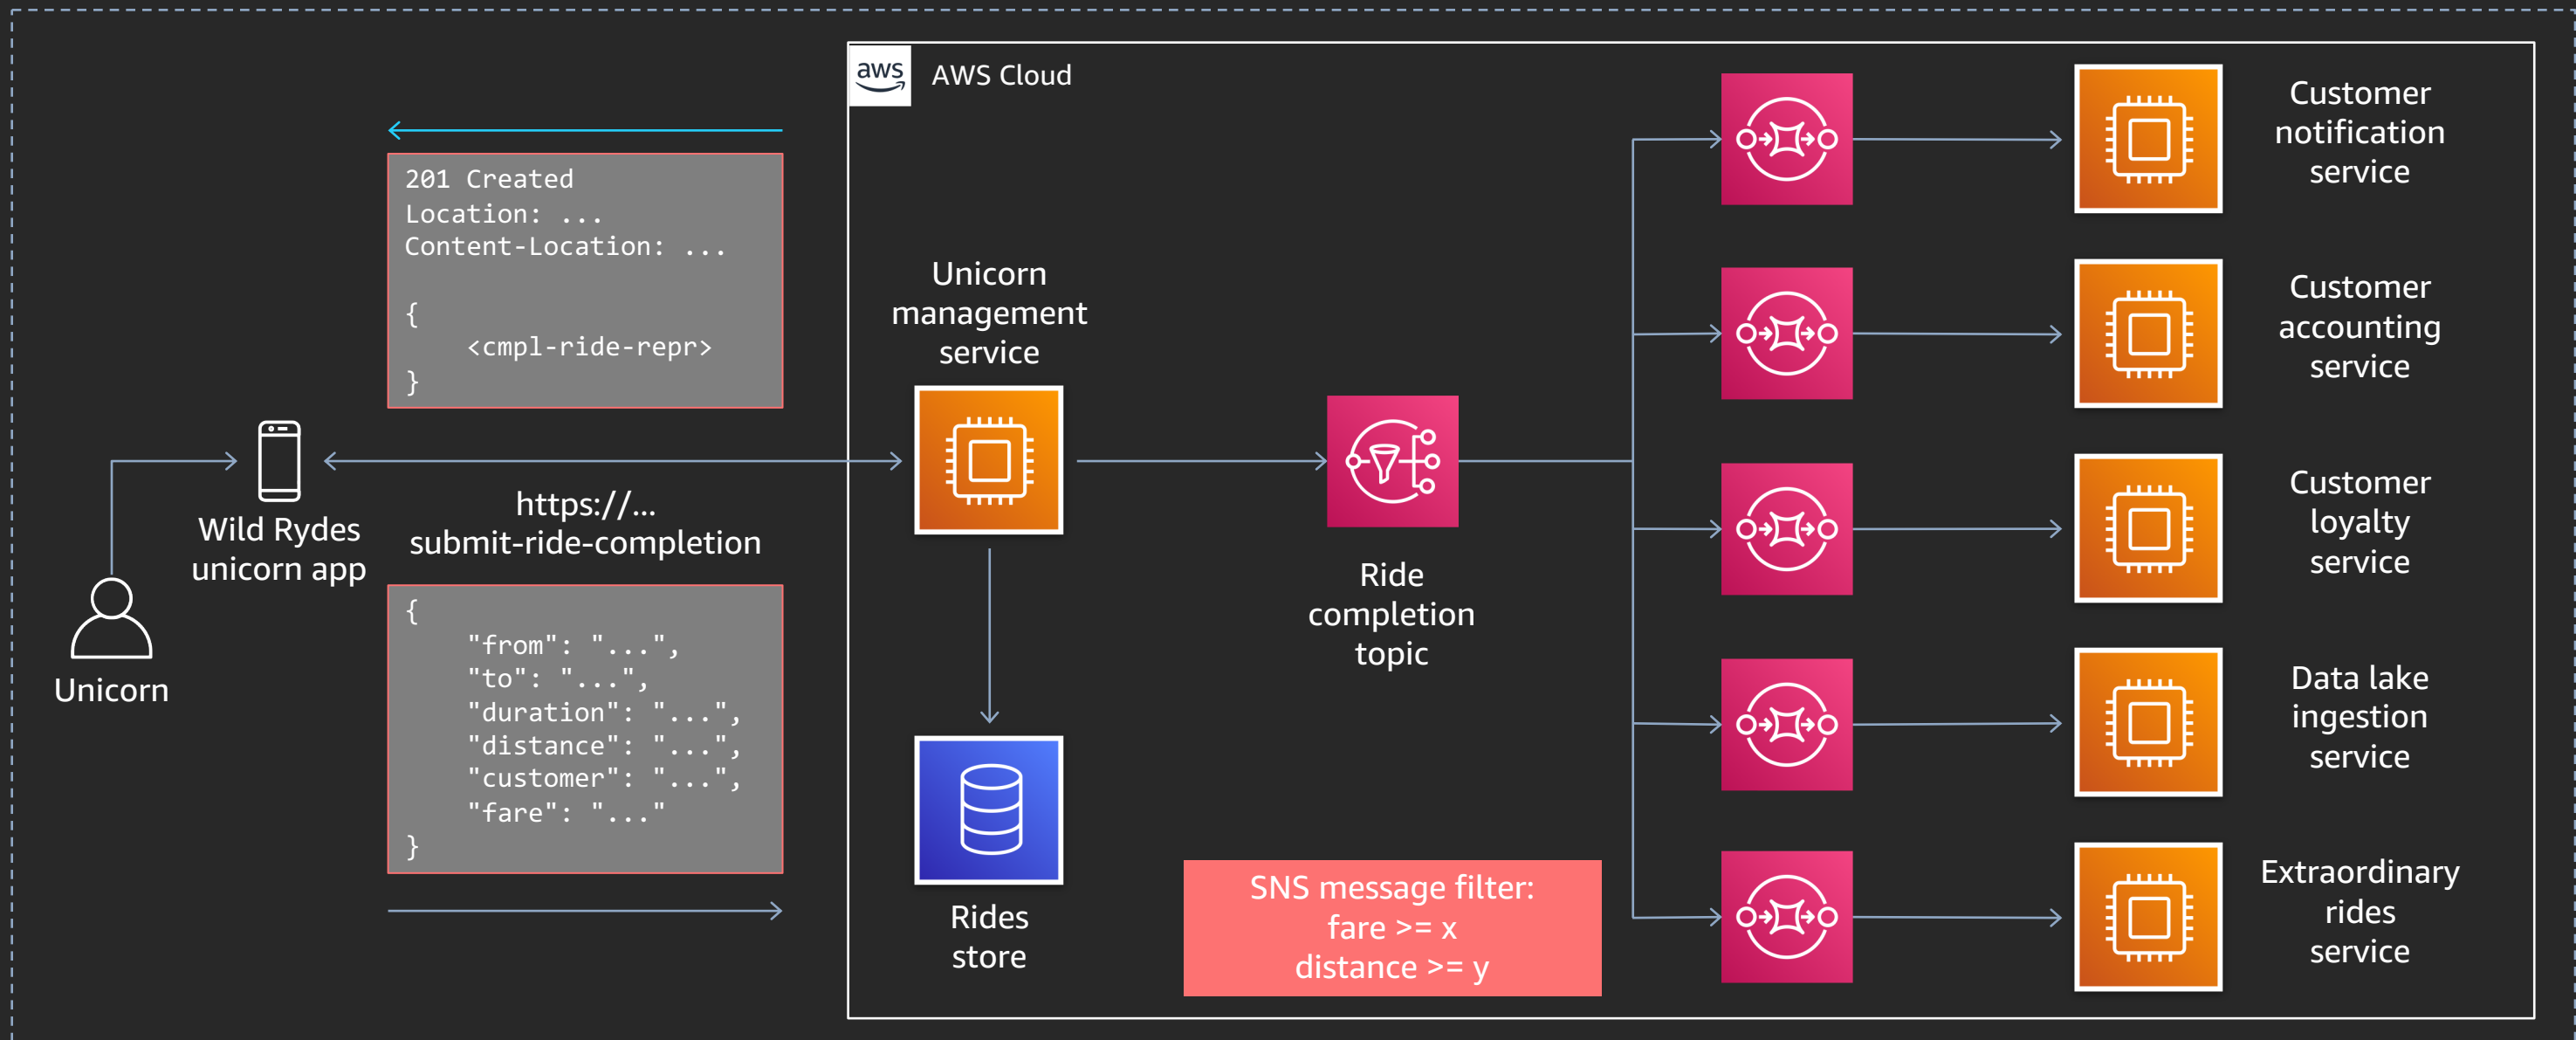 aws
AWS Cloud
201 Created
Location: ...
Content-Location: ...
{
<cmpl-ride-repr>
}
Wild Rydes
unicorn app
Unicorn
https://...
submit-ride-completion
{
"from": "...",
"to": "...",
"duration": "...",
"distance": "...",
"customer": "...",
"fare": "..."
}
Unicorn
management
service
Rides
store
Ride
completion
topic
SNS message filter:
fare >= x
distance >= y
Customer
notification
service
Customer
accounting
service
Customer
loyalty
service
Data lake
ingestion
service
Extraordinary
rides
service